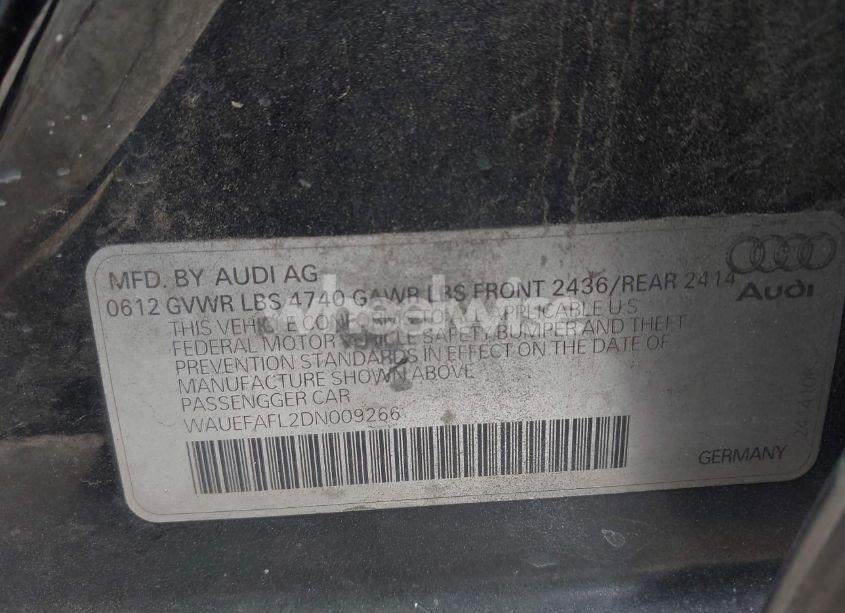 MFD. BY AUDI AG
0612 GVWR LBS 4740 GAWR LBS FRONT 2436/REAR 2414
Audi
THIS VEHICLE TO APPLICABLE U.S
FEDERAL MOTOR VEHICLE SAFETY BUMPER AND THEFT
PREVENTION STANDARDS IN EFFECT ON THE DATE OF
MANUFACTURE SHOWN ABOVE
PASSENGGER CAR
WAUEFAFL2DN009266
GERMANY
wheelwire